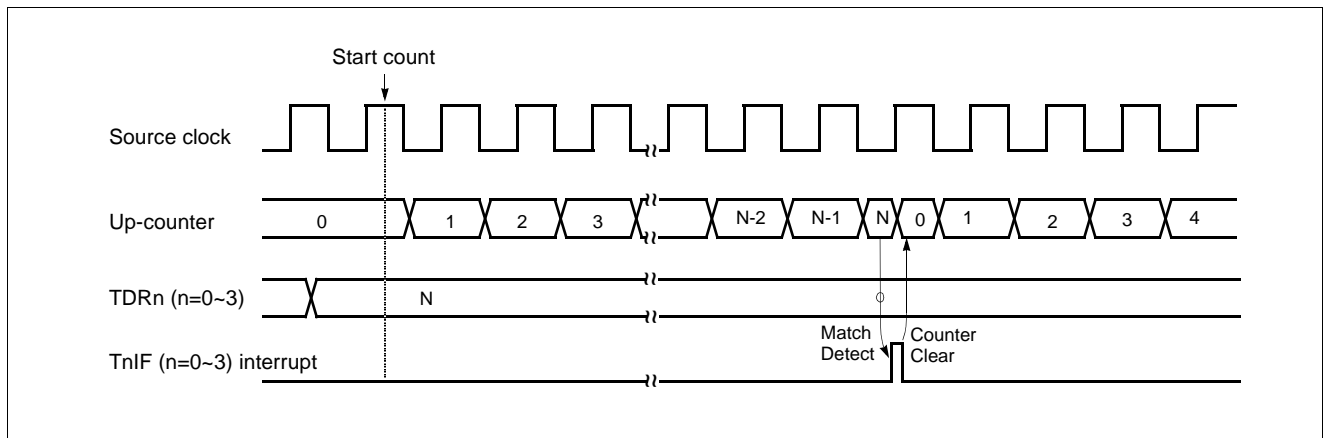 Start count
Source clock
Up-counter
0 1 2 3 N-2 N-1 N 0 1 2 3 4
TDRn (n=0~3)
N
Match
Detect
Counter
Clear
TnIF (n=0~3) interrupt